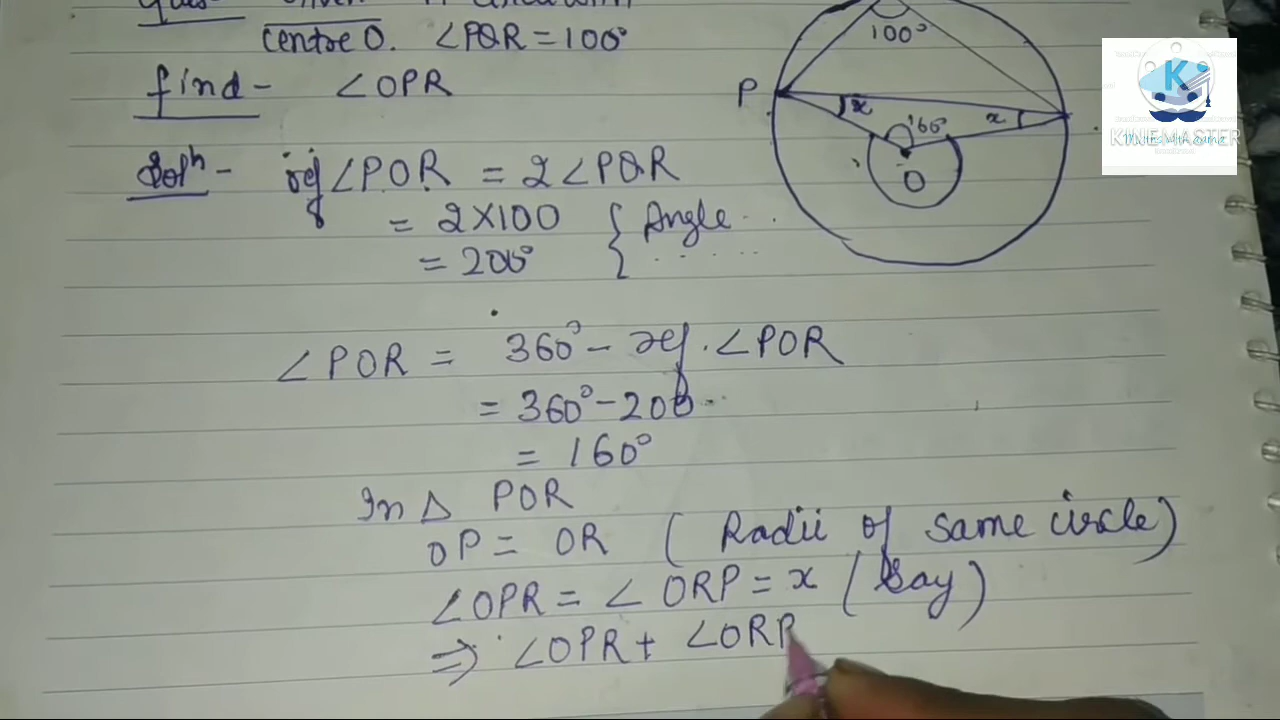 centre O. ∠PQR = 100°
find - ∠OPR
Solⁿ - ref ∠POR = 2∠PQR
= 2×100 { Angle ...
= 200° { ......
∠POR = 360° - ref. ∠POR
= 360° - 200
= 160°
In △ POR
OP = OR ( Radii of same circle)
∠OPR = ∠ORP = x (Say)
⇒ ∠OPR + ∠ORP
100°
P
x
x
160°
O
K
KINEMASTER